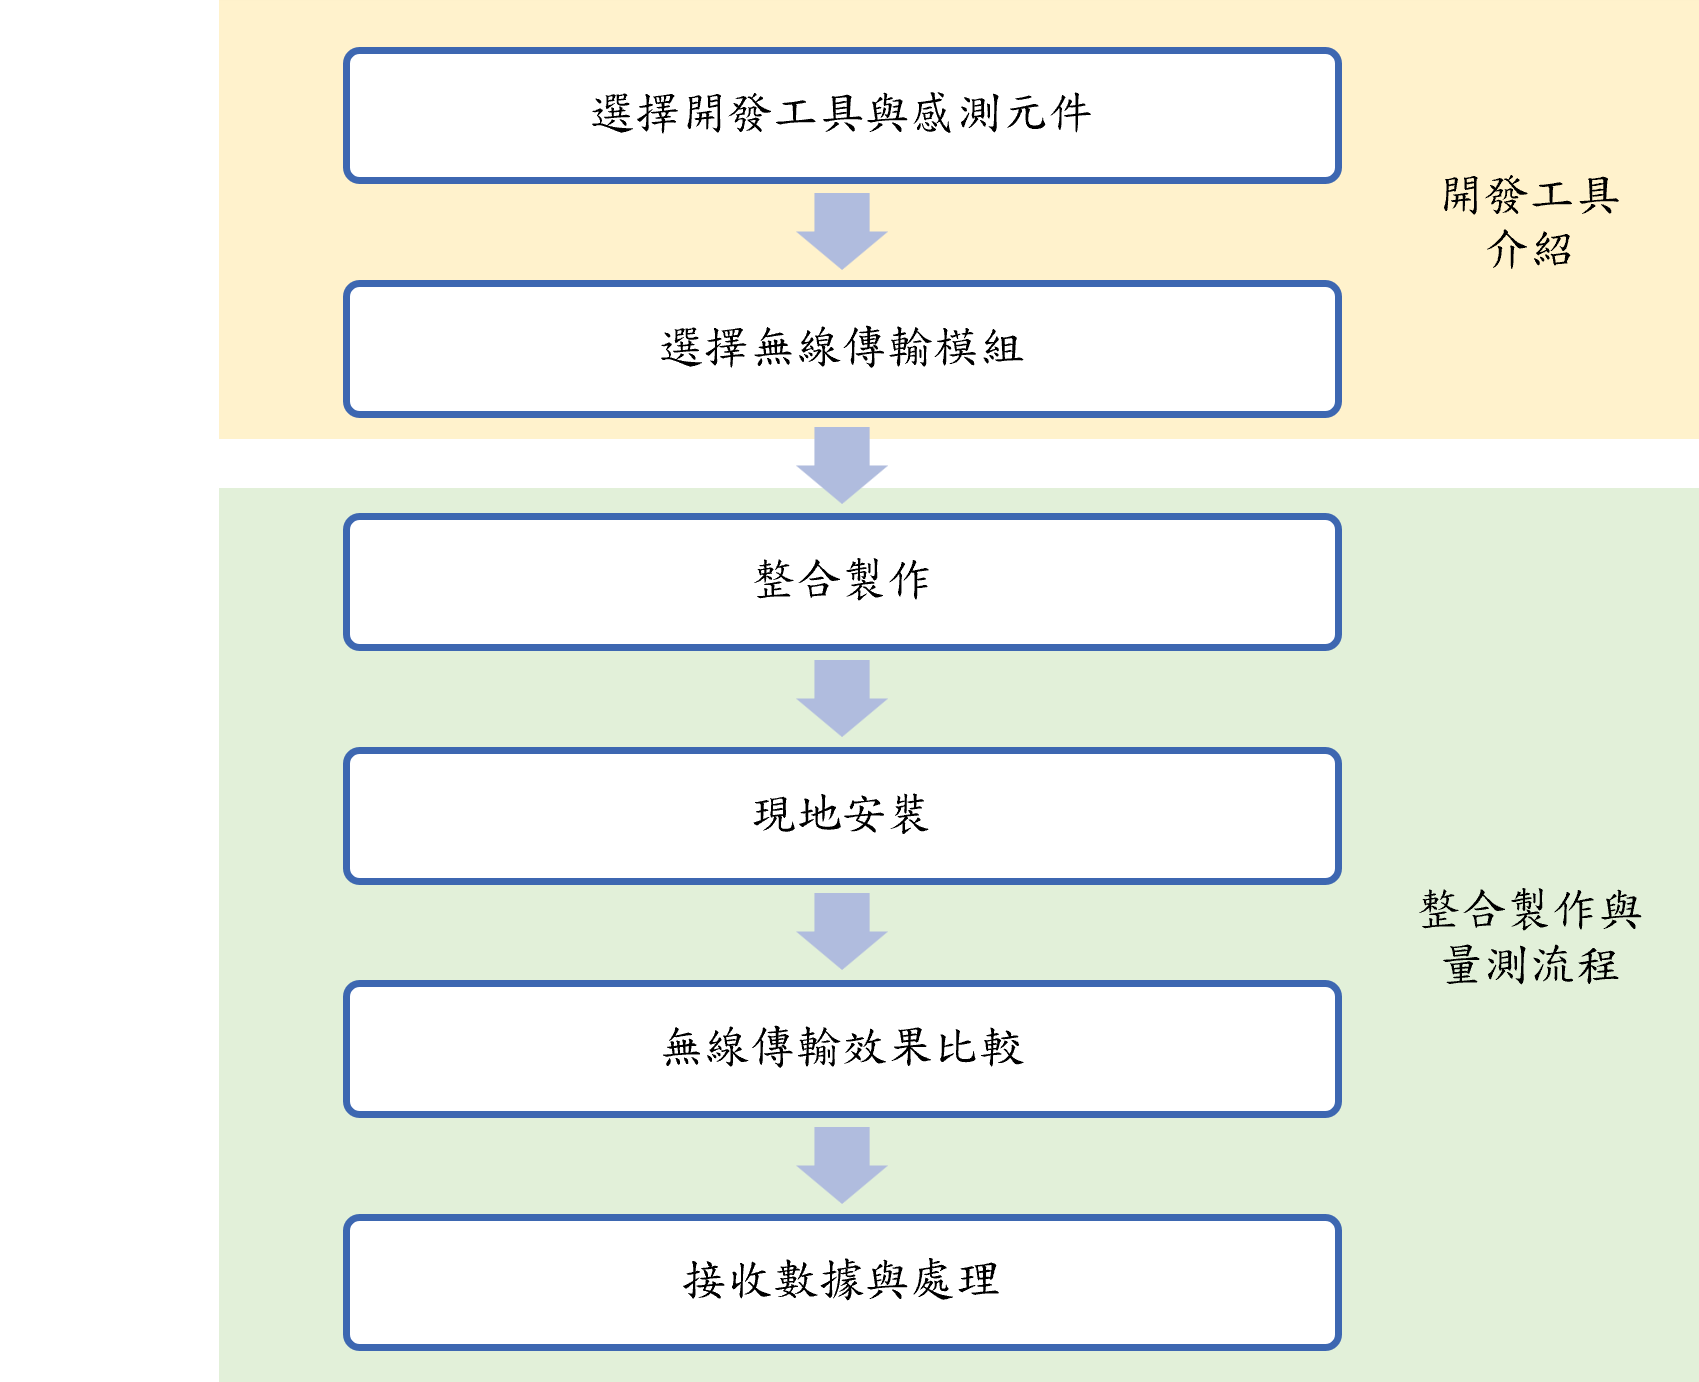 選擇開發工具與感測元件
開發工具
介紹
選擇無線傳輸模組
整合製作
現地安裝
整合製作與
量測流程
無線傳輸效果比較
接收數據與處理